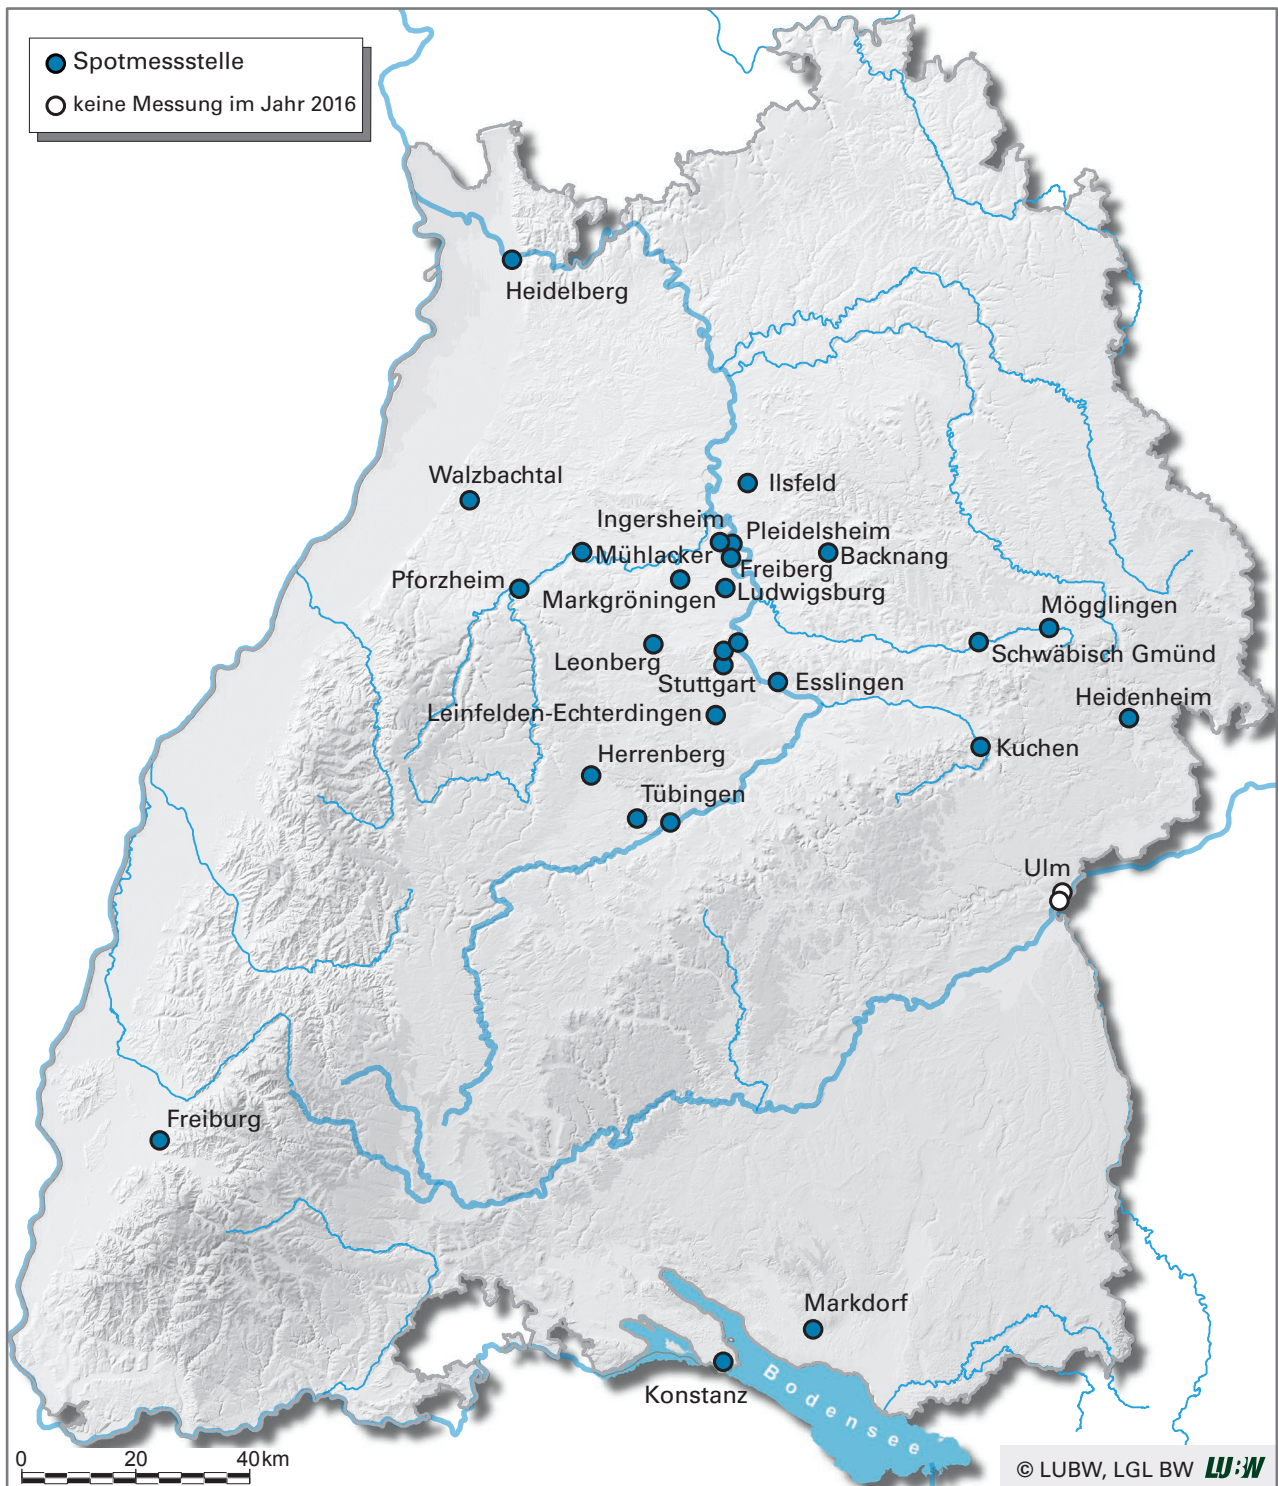 Spotmessstelle
keine Messung im Jahr 2016
Heidelberg
Walzbachtal
Ilsfeld
Ingersheim
Pleidelsheim
Mühlacker
Backnang
Freiberg
Pforzheim
Markgröningen
Ludwigsburg
Mögglingen
Leonberg
Schwäbisch Gmünd
Stuttgart
Esslingen
Heidenheim
Leinfelden-Echterdingen
Kuchen
Herrenberg
Tübingen
Ulm
Freiburg
Markdorf
Konstanz
Bodensee
0 20 40 km
© LUBW, LGL BW LUBW